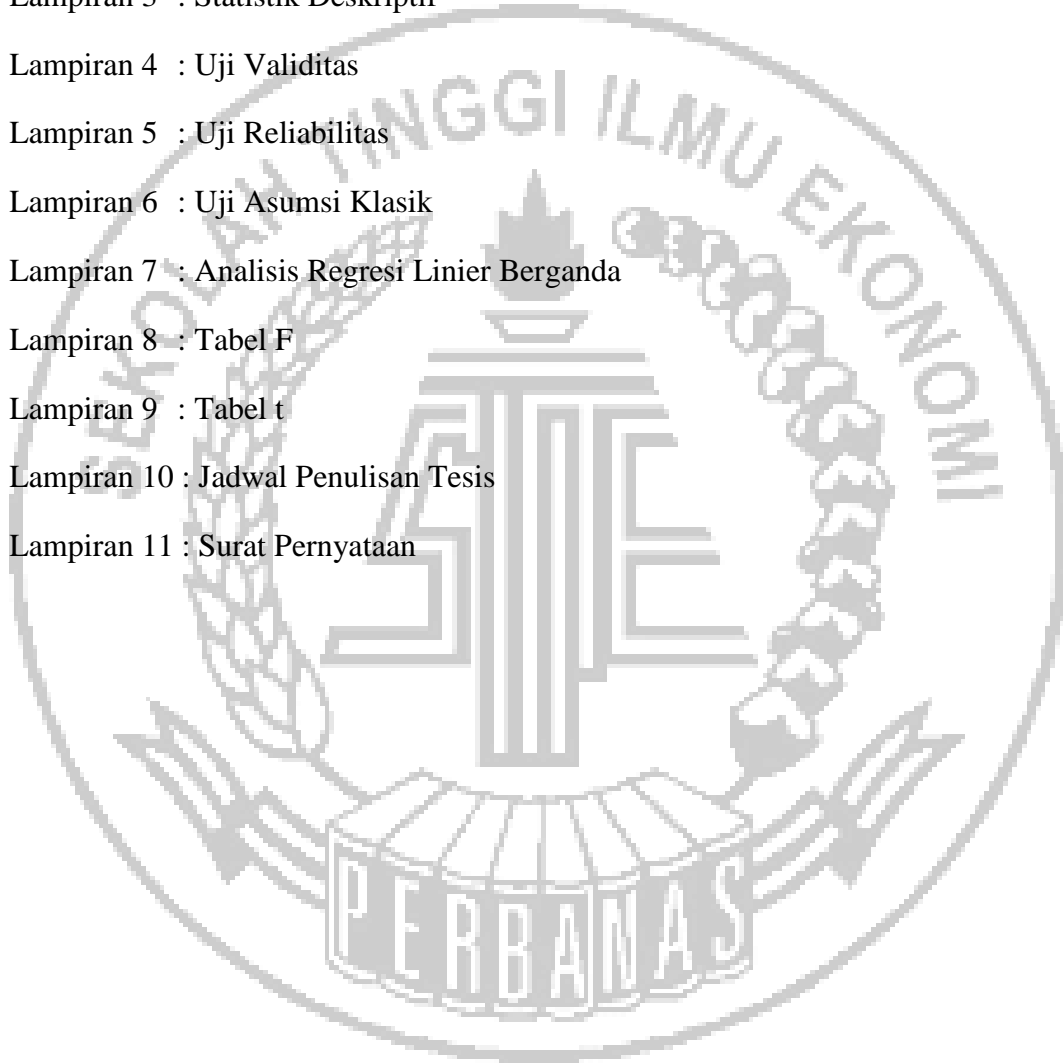 Lampiran 3 : Statistik Deskriptif
Lampiran 4 : Uji Validitas
Lampiran 5 : Uji Reliabilitas
Lampiran 6 : Uji Asumsi Klasik
Lampiran 7 : Analisis Regresi Linier Berganda
Lampiran 8 : Tabel F
Lampiran 9 : Tabel t
Lampiran 10 : Jadwal Penulisan Tesis
Lampiran 11 : Surat Pernyataan
SEKOLAH TINGGI ILMU EKONOMI
STIE
PERBANAS